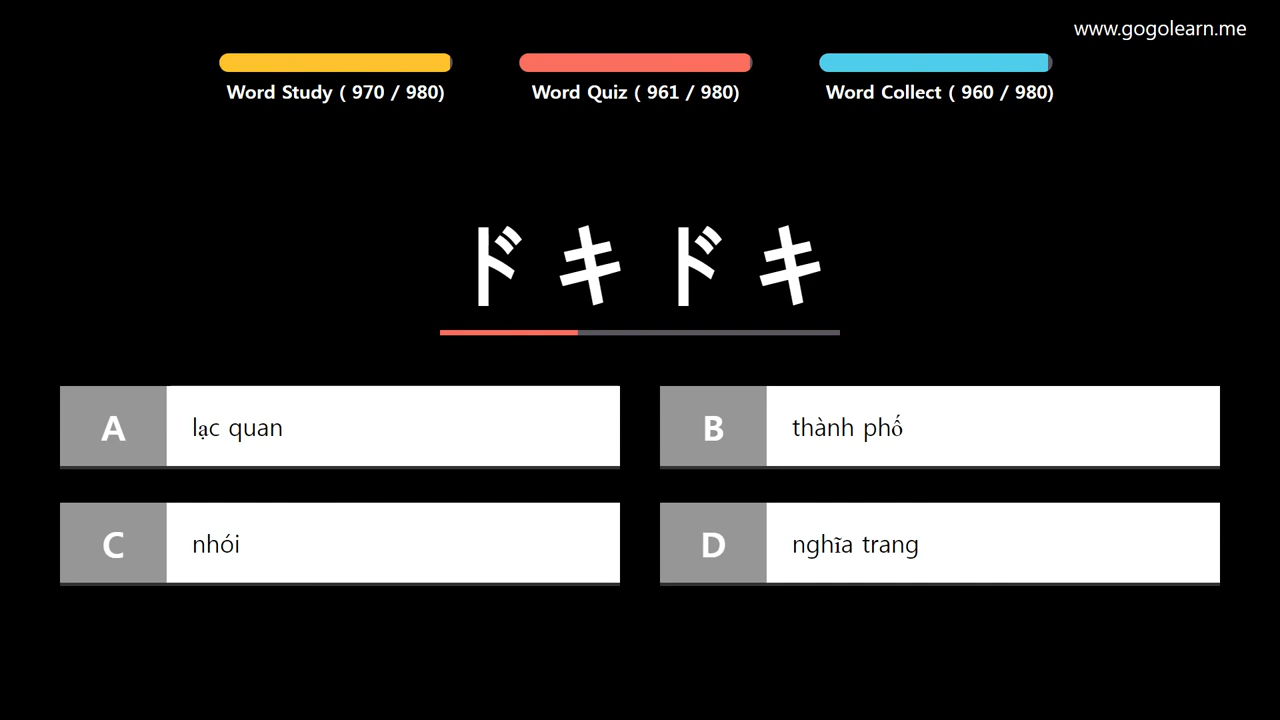 www.gogolearn.me
Word Study ( 970 / 980)
Word Quiz ( 961 / 980)
Word Collect ( 960 / 980)
ドキドキ
A lạc quan
B thành phố
C nhói
D nghĩa trang